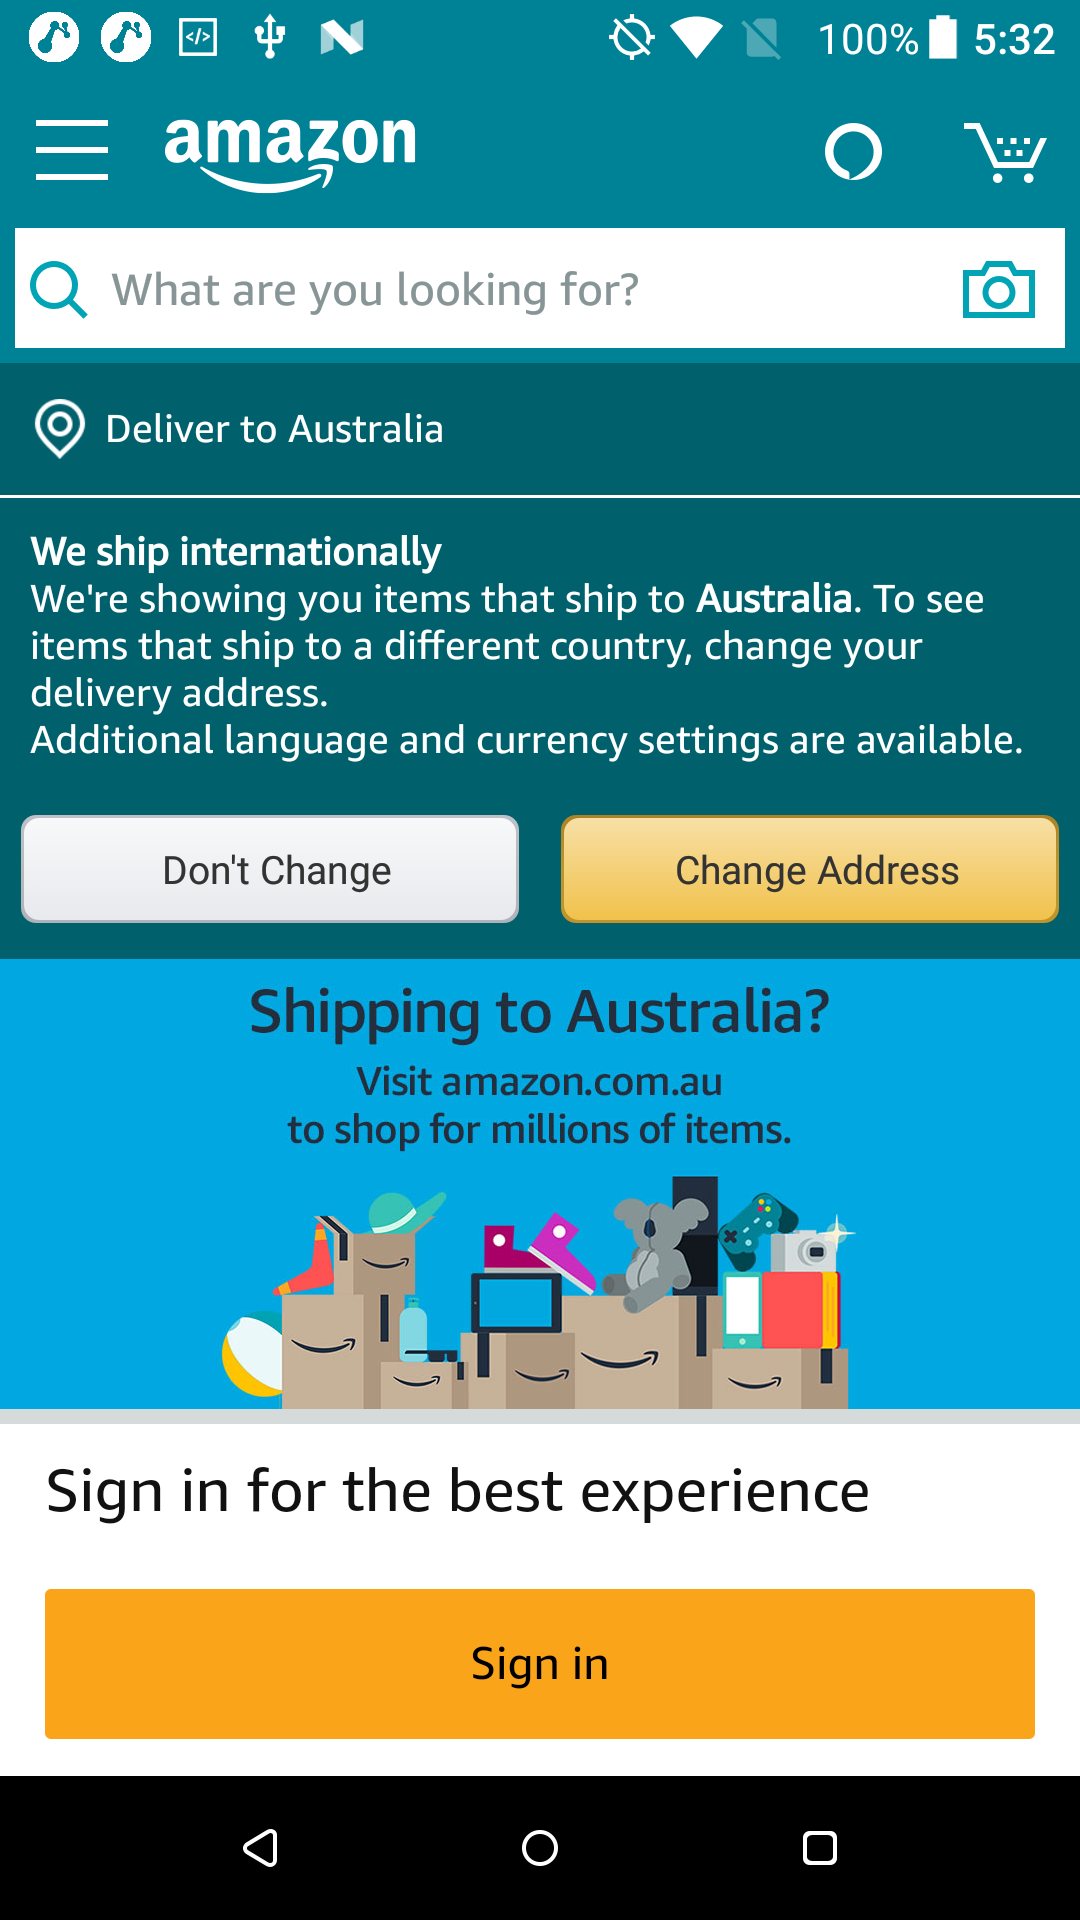 100% 5:32
amazon
What are you looking for?
Deliver to Australia
We ship internationally
We're showing you items that ship to Australia. To see
items that ship to a different country, change your
delivery address.
Additional language and currency settings are available.
Don't Change
Change Address
Shipping to Australia?
Visit amazon.com.au
to shop for millions of items.
Sign in for the best experience
Sign in